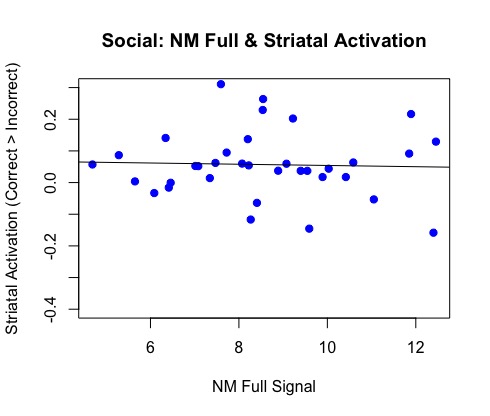 Social: NM Full & Striatal Activation
Striatal Activation (Correct > Incorrect)
0.2
0.0
-0.2
-0.4
6 8 10 12
NM Full Signal